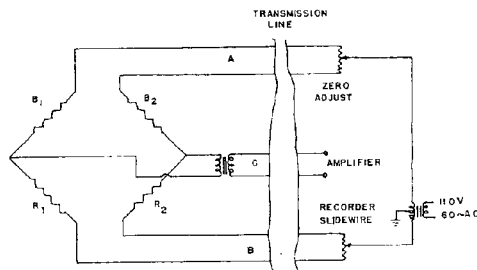 TRANSMISSION
LINE
A
ZERO
ADJUST
B1
B2
G
AMPLIFIER
R1
R2
RECORDER
SLIDEWIRE
110V
60~AC
B